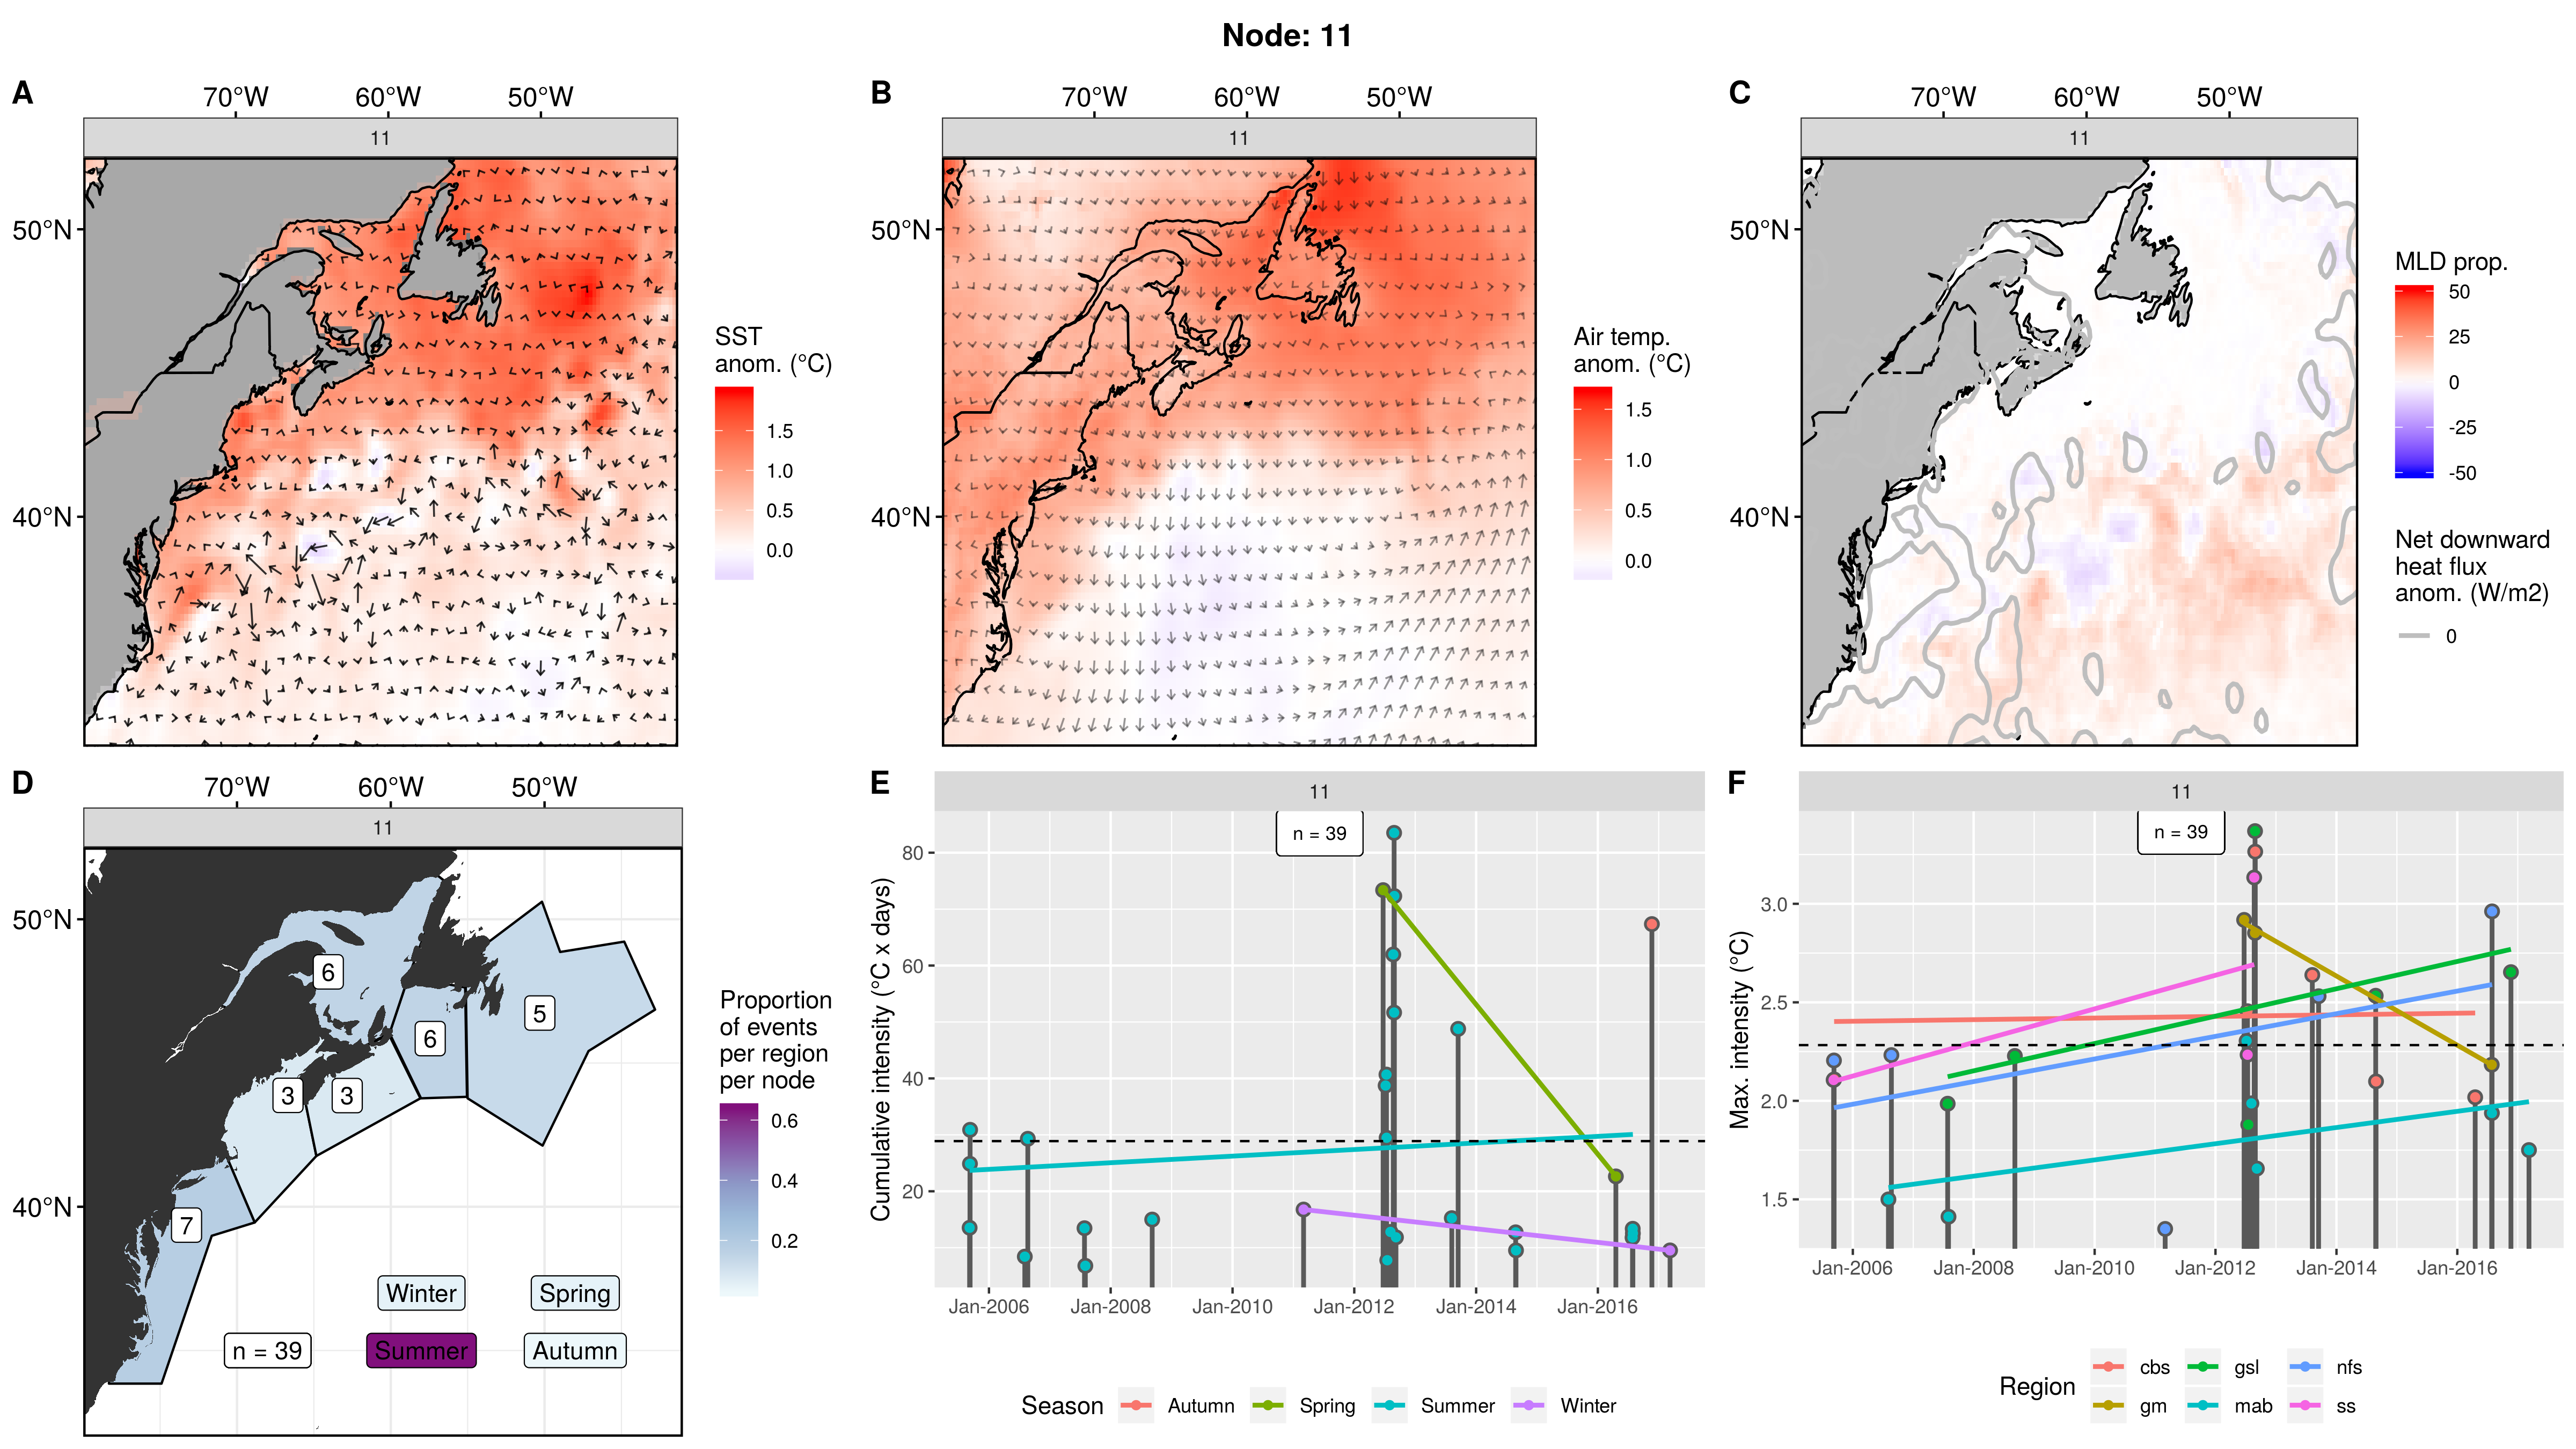 Node: 11
A
70°W 60°W 50°W
11
50°N
40°N
SST
anom. (°C)
1.5
1.0
0.5
0.0
B
70°W 60°W 50°W
11
50°N
40°N
Air temp.
anom. (°C)
1.5
1.0
0.5
0.0
C
70°W 60°W 50°W
11
50°N
40°N
MLD prop.
50
25
0
-25
-50
Net downward
heat flux
anom. (W/m2)
0
D
70°W 60°W 50°W
11
50°N
40°N
6
6
5
3
3
7
Winter
Spring
n = 39
Summer
Autumn
Proportion
of events
per region
per node
0.6
0.4
0.2
E
11
n = 39
Cumulative intensity (°C x days)
80
60
40
20
Jan-2006 Jan-2008 Jan-2010 Jan-2012 Jan-2014 Jan-2016
Season Autumn Spring Summer Winter
F
11
n = 39
Max. intensity (°C)
3.0
2.5
2.0
1.5
Jan-2006 Jan-2008 Jan-2010 Jan-2012 Jan-2014 Jan-2016
Region
cbs gsl nfs
gm mab ss